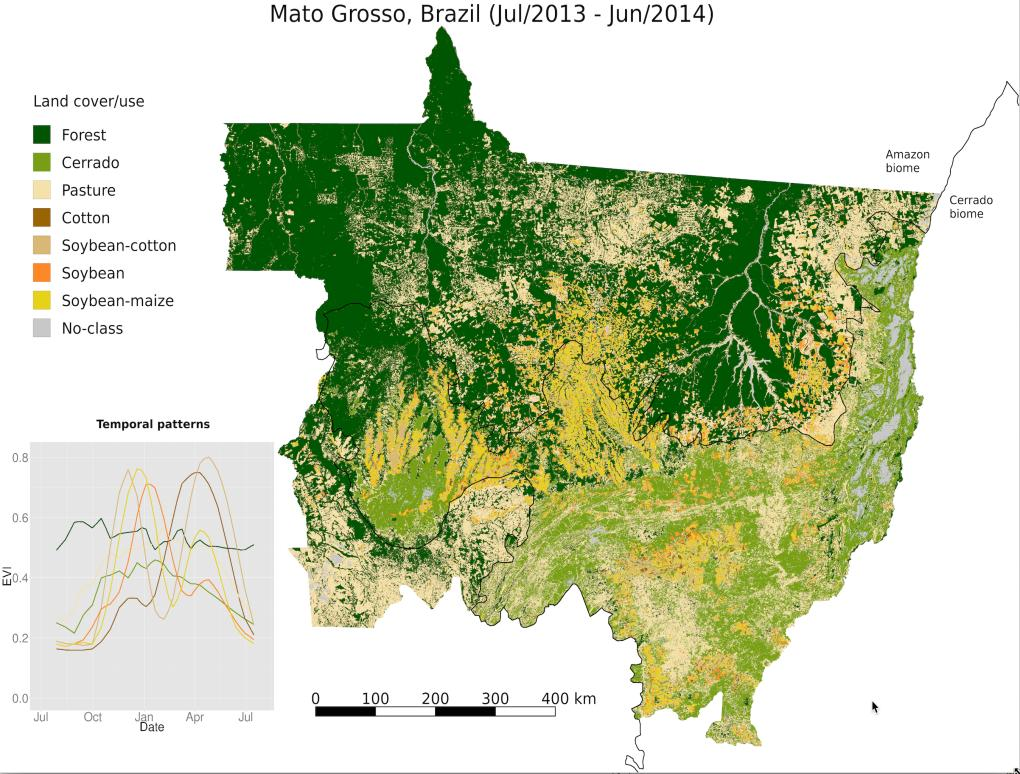 Mato Grosso, Brazil (Jul/2013 - Jun/2014)
Land cover/use
Forest
Cerrado
Pasture
Cotton
Soybean-cotton
Soybean
Soybean-maize
No-class
Amazon
biome
Cerrado
biome
Temporal patterns
0.8
0.6
0.4
0.2
0.0
EVI
Jul Oct Jan Apr Jul
Date
0 100 200 300 400 km